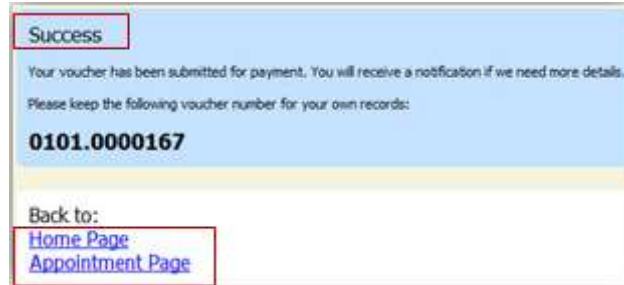 Success
Your voucher has been submitted for payment. You will receive a notification if we need more details.
Please keep the following voucher number for your own records:
0101.0000167
Back to:
Home Page
Appointment Page